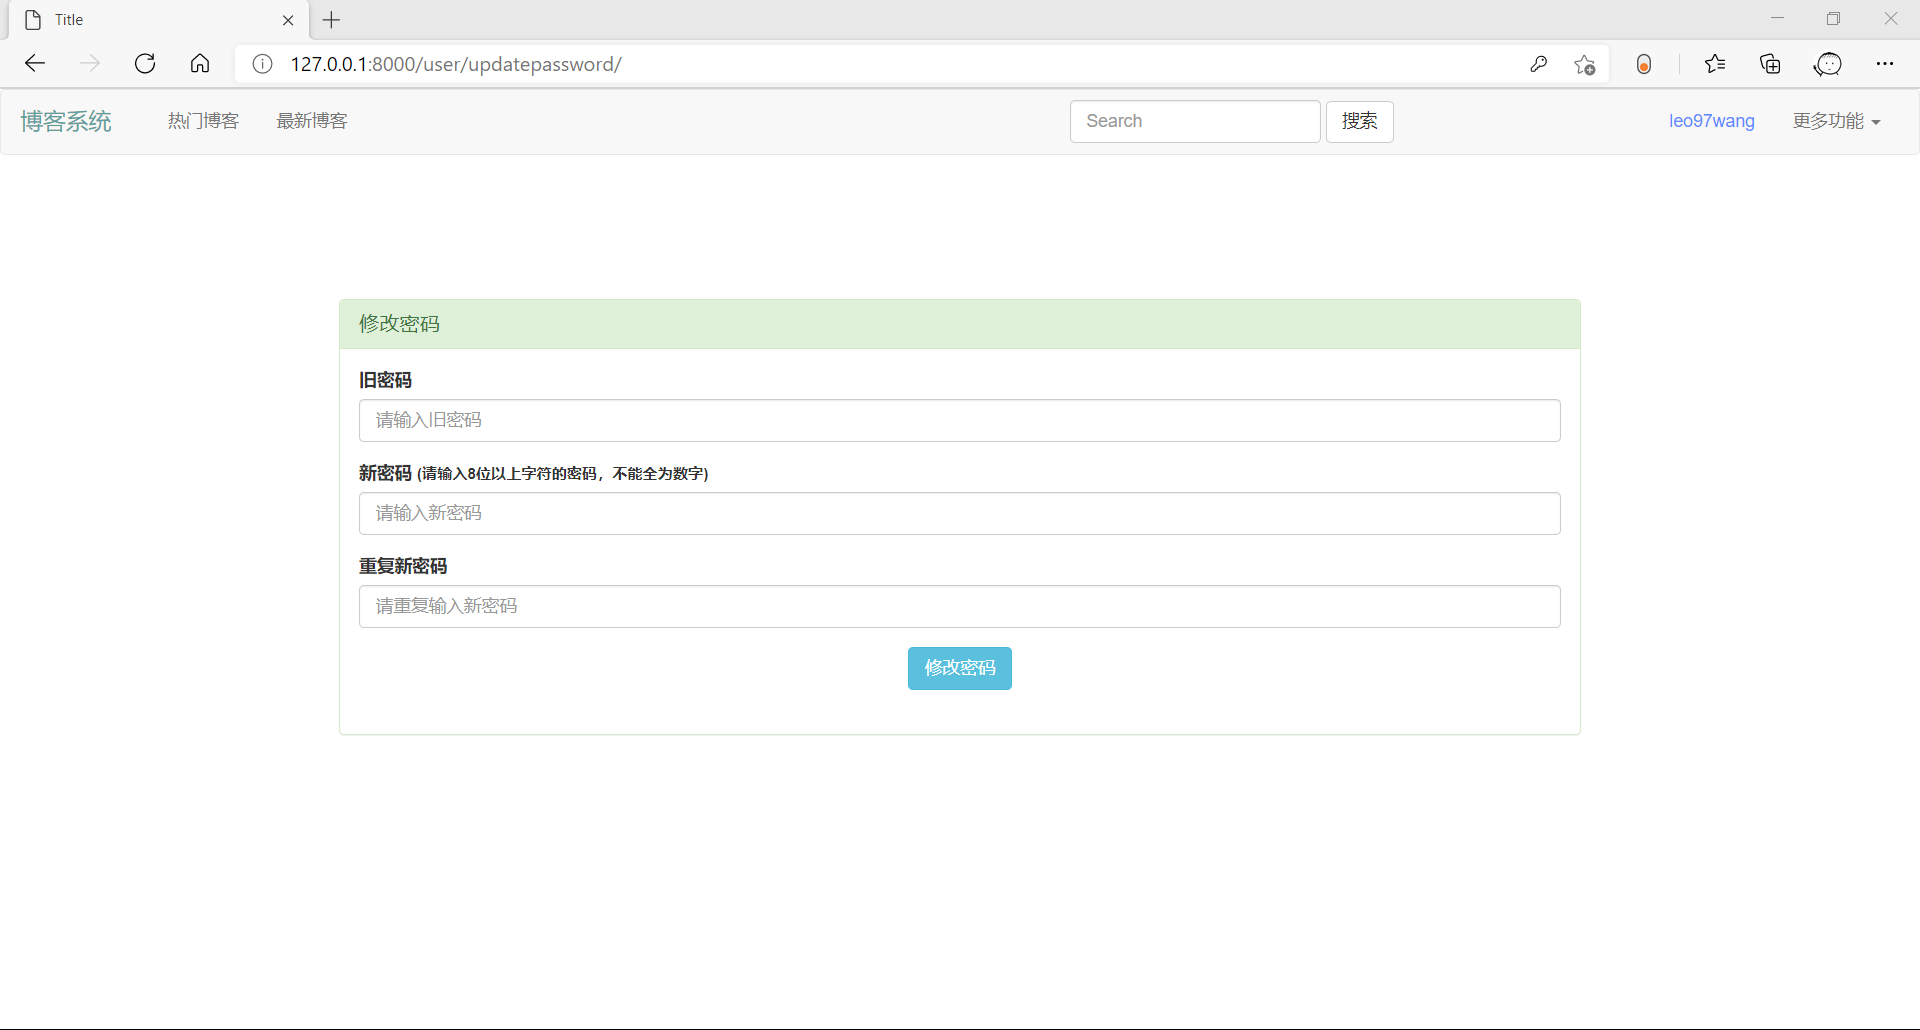 Title
127.0.0.1:8000/user/updatepassword/
博客系统 热门博客 最新博客 Search 搜索 leo97wang 更多功能
修改密码
旧密码
请输入旧密码
新密码 (请输入8位以上字符的密码，不能全为数字)
请输入新密码
重复新密码
请重复输入新密码
修改密码